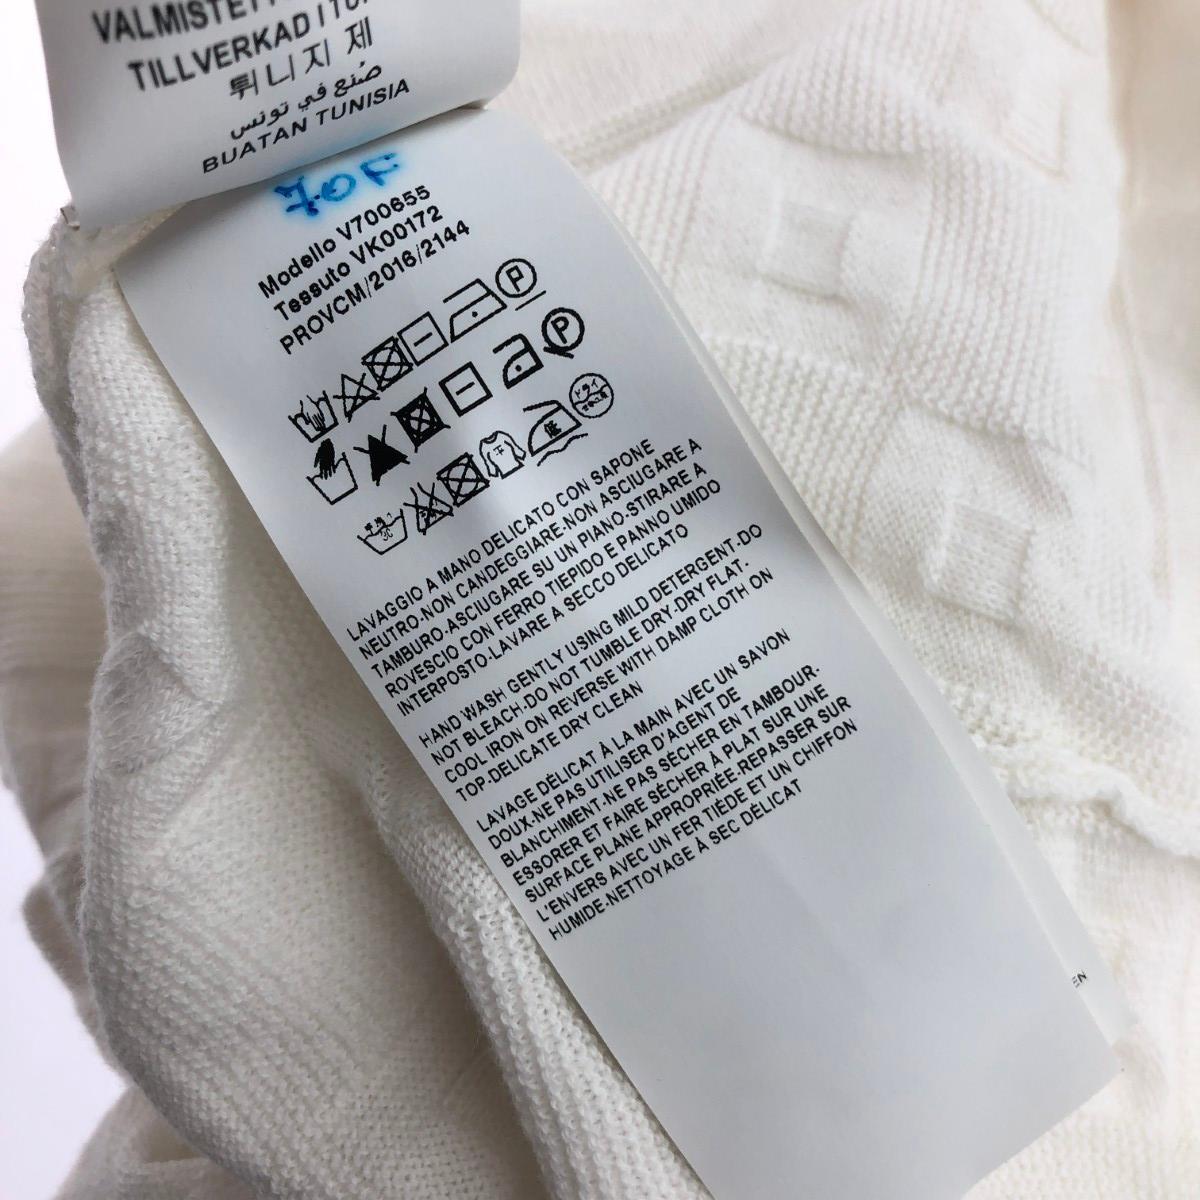 VALMISTETTU
TILLVERKAD I TU
튀니지 제
صُنع في تونس
BUATAN TUNISIA
70F
Modello V700655
Tessuto VK00172
PROVCM/2016/2144
P
P
ドライ
LAVAGGIO A MANO DELICATO CON SAPONE
NEUTRO-NON CANDEGGIARE-NON ASCIUGARE A
TAMBURO-ASCIUGARE SU UN PIANO-STIRARE A
ROVESCIO CON FERRO TIEPIDO E PANNO UMIDO
INTERPOSTO-LAVARE A SECCO DELICATO
HAND WASH GENTLY USING MILD DETERGENT-DO
NOT BLEACH-DO NOT TUMBLE DRY-DRY FLAT.
COOL IRON ON REVERSE WITH DAMP CLOTH ON
TOP-DELICATE DRY CLEAN
LAVAGE DÉLICAT À LA MAIN AVEC UN SAVON
DOUX-NE PAS UTILISER D'AGENT DE
BLANCHIMENT-NE PAS SÉCHER EN TAMBOUR-
ESSORER ET FAIRE SÉCHER À PLAT SUR UNE
SURFACE PLANE APPROPRIÉE-REPASSER SUR
L'ENVERS AVEC UN FER TIÈDE ET UN CHIFFON
HUMIDE-NETTOYAGE À SEC DÉLICAT
EN